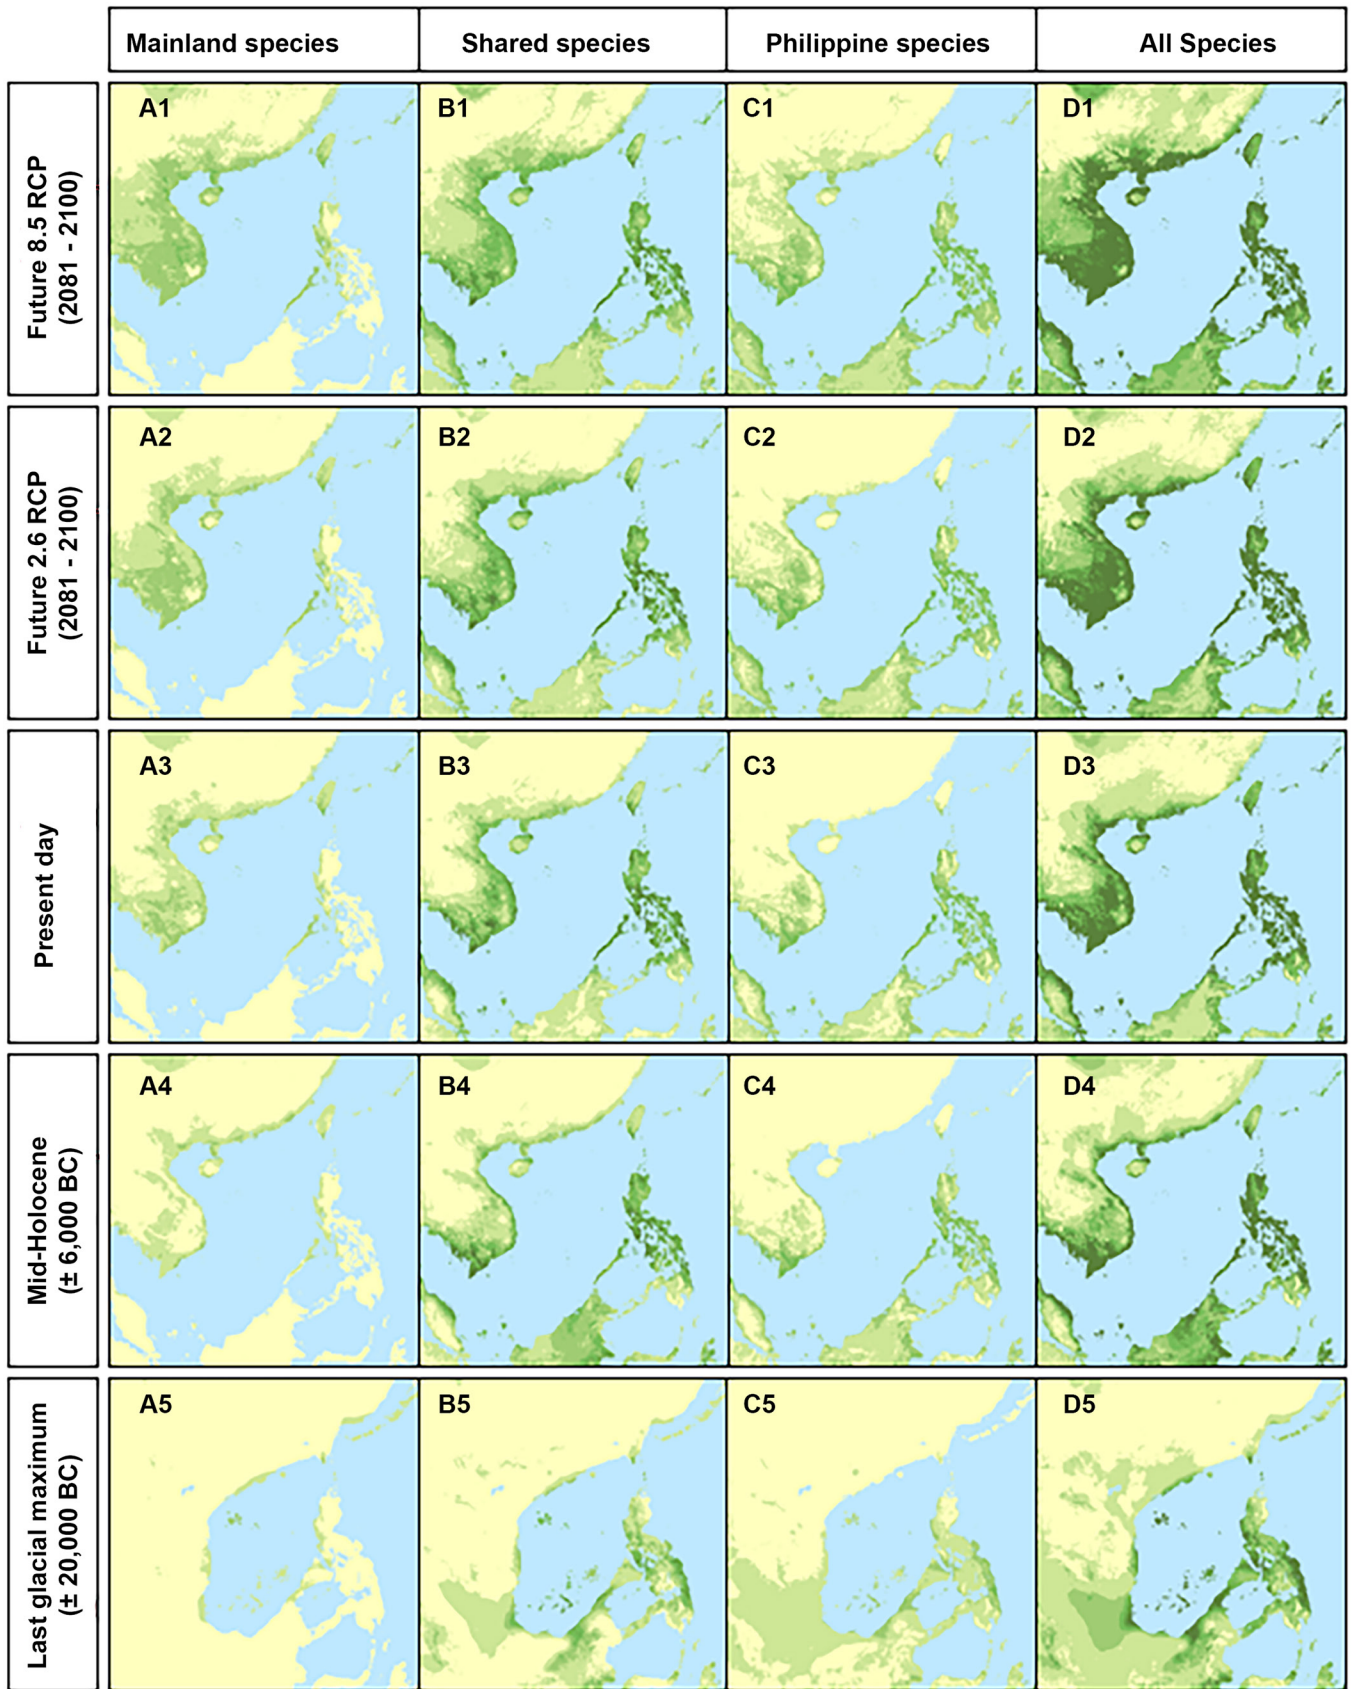 Mainland species
Shared species
Philippine species
All Species
Future 8.5 RCP
(2081 - 2100)
A1
B1
C1
D1
Future 2.6 RCP
(2081 - 2100)
A2
B2
C2
D2
Present day
A3
B3
C3
D3
Mid-Holocene
(± 6,000 BC)
A4
B4
C4
D4
Last glacial maximum
(± 20,000 BC)
A5
B5
C5
D5